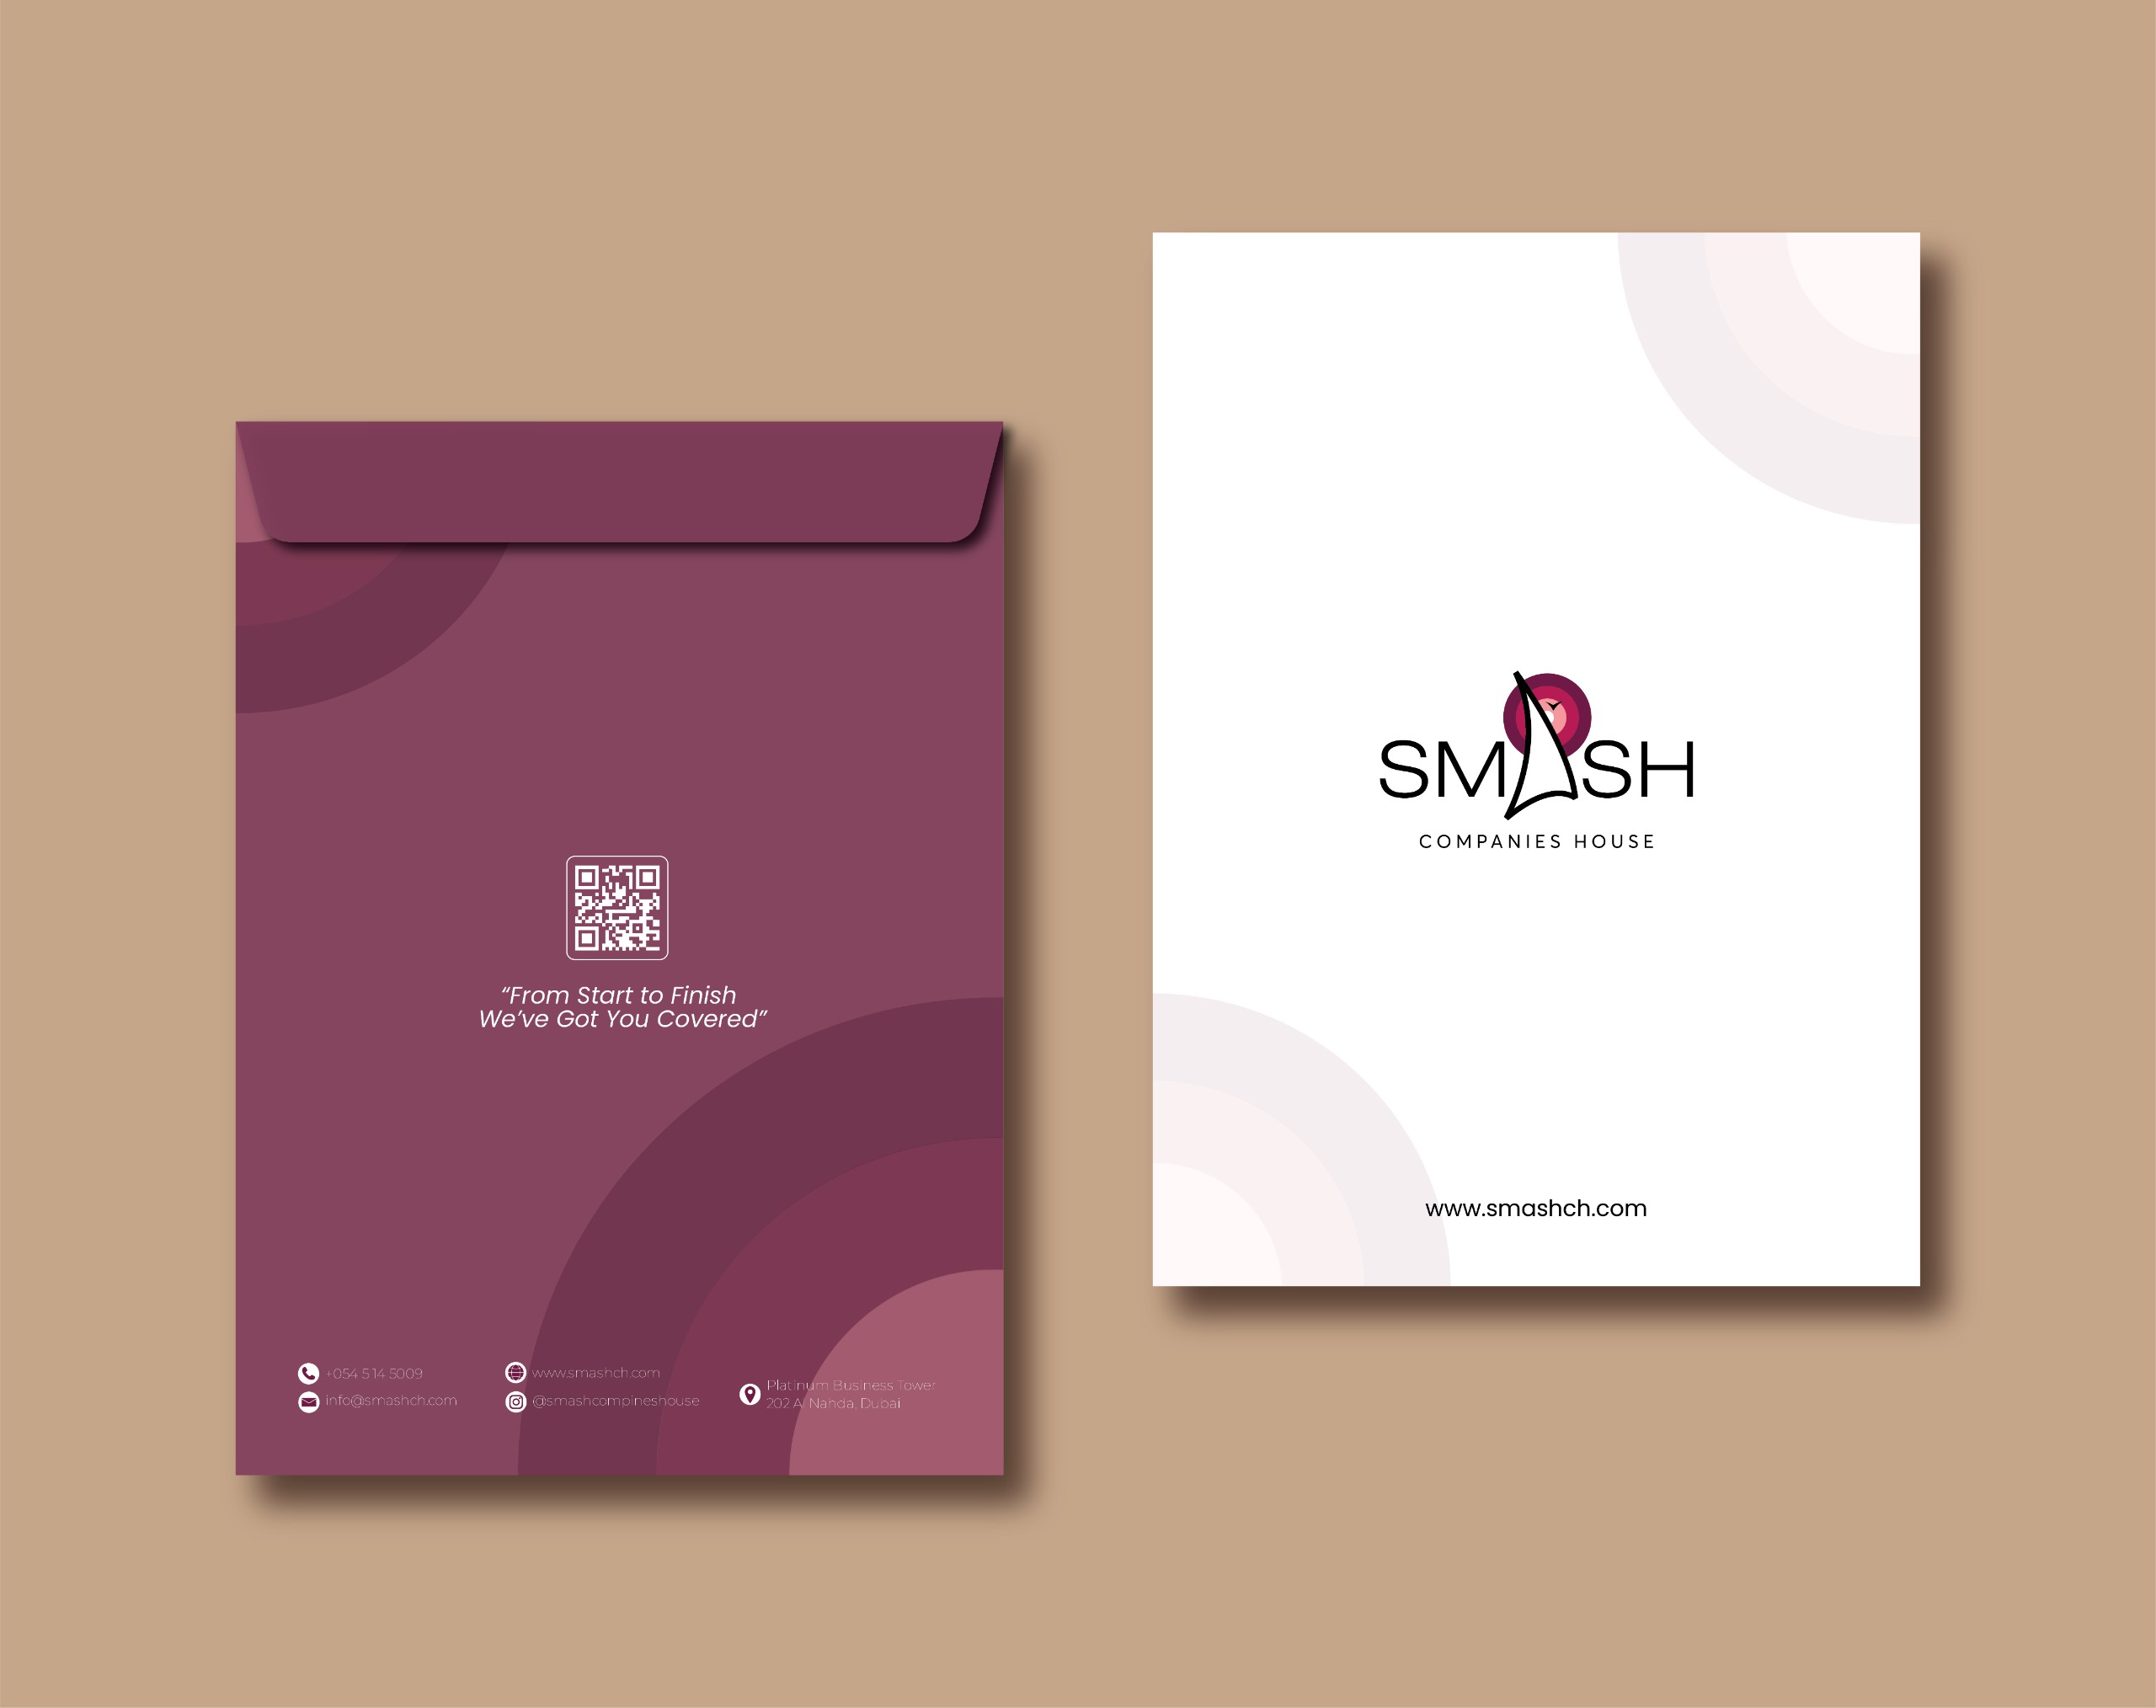 “From Start to Finish
We’ve Got You Covered”
+054 514 5009
info@smashch.com
www.smashch.com
@smashcompineshouse
Platinum Business Tower
202 Al Nahda, Dubai
SMASH
COMPANIES HOUSE
www.smashch.com